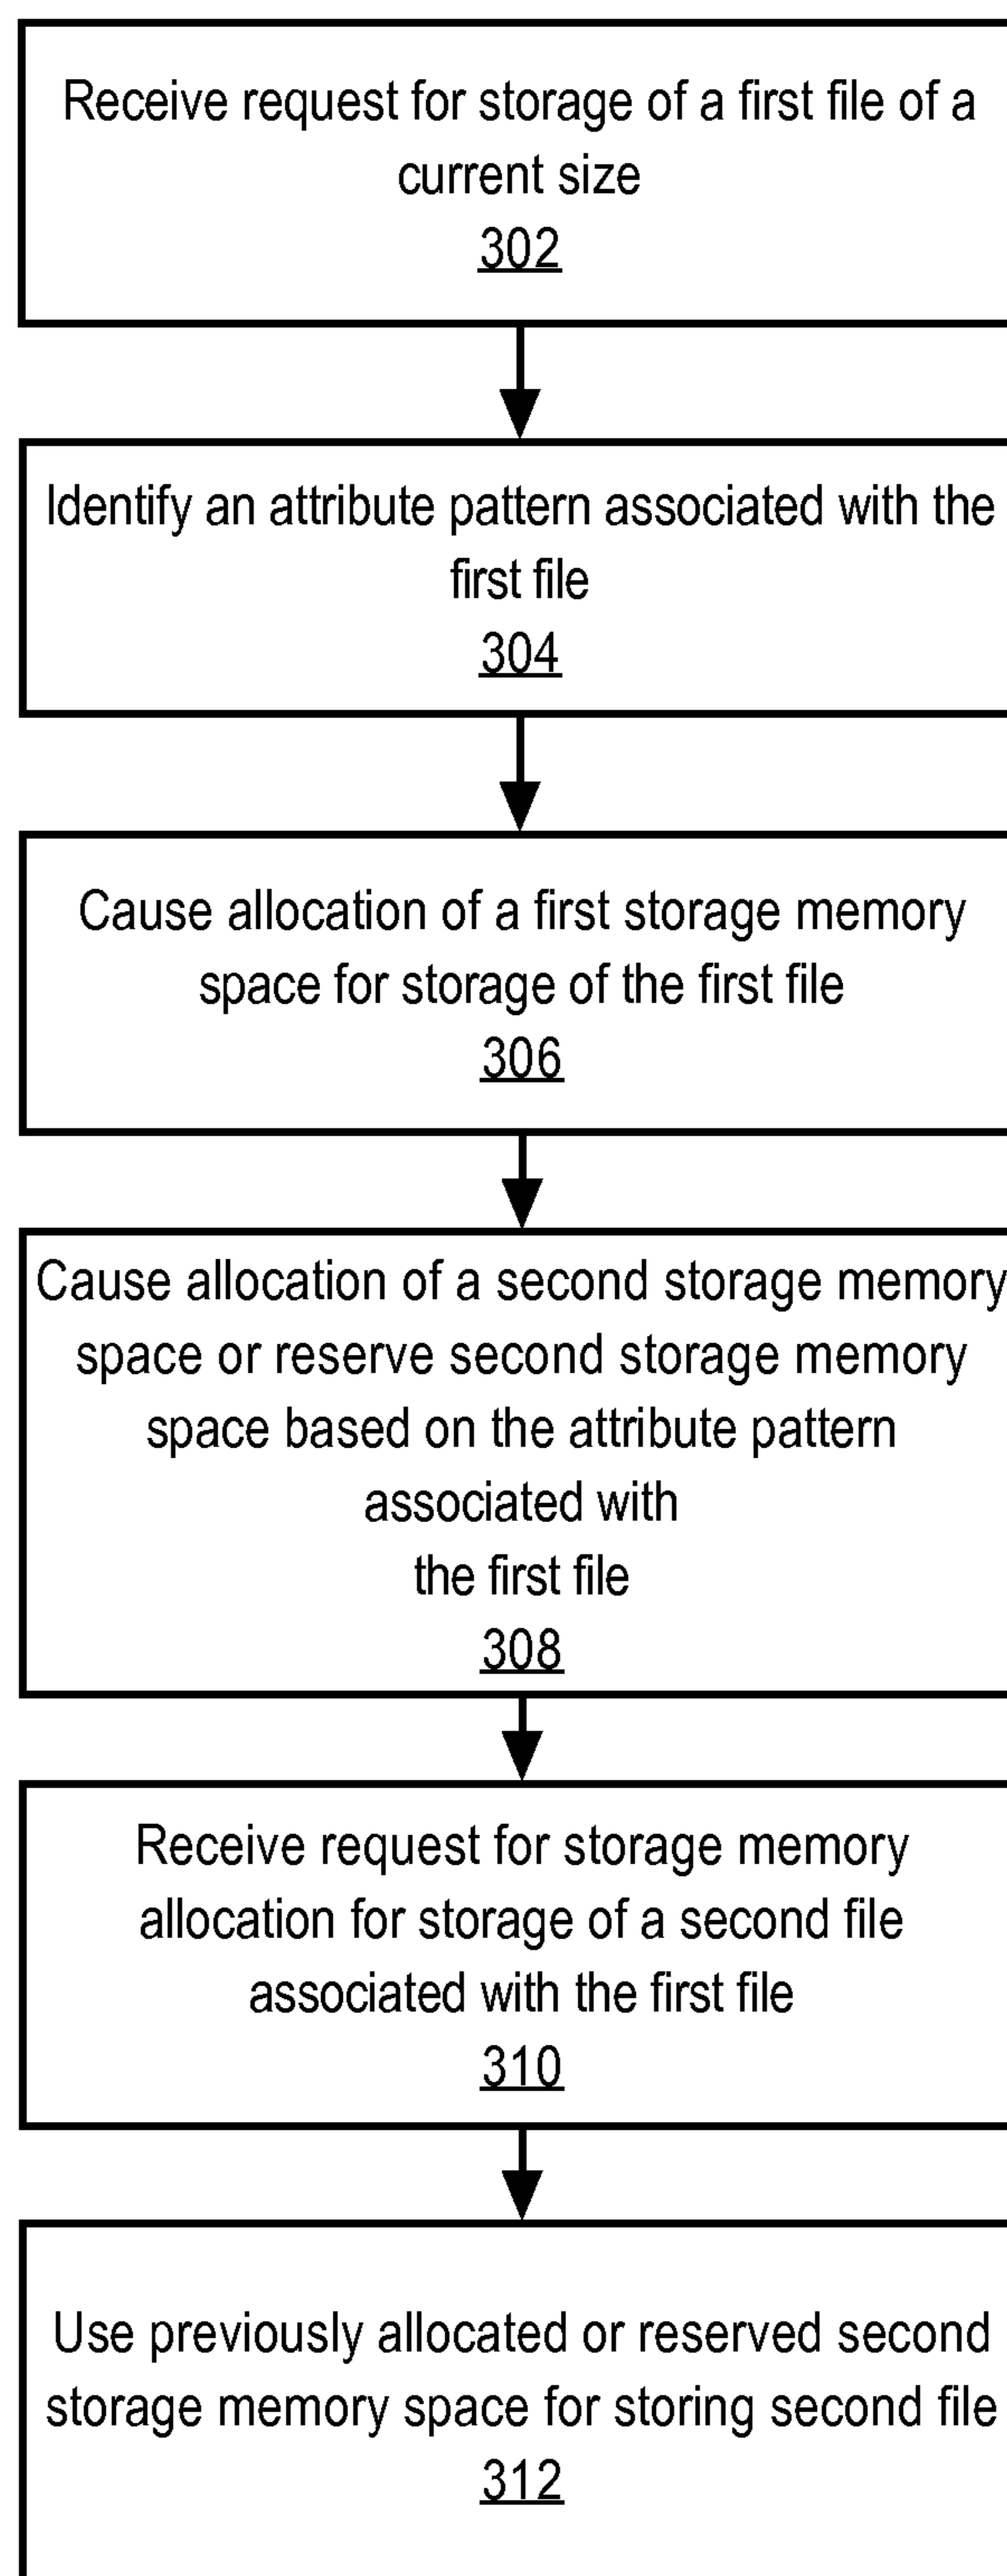 Receive request for storage of a first file of a
current size
302
Identify an attribute pattern associated with the
first file
304
Cause allocation of a first storage memory
space for storage of the first file
306
Cause allocation of a second storage memory
space or reserve second storage memory
space based on the attribute pattern
associated with
the first file
308
Receive request for storage memory
allocation for storage of a second file
associated with the first file
310
Use previously allocated or reserved second
storage memory space for storing second file
312